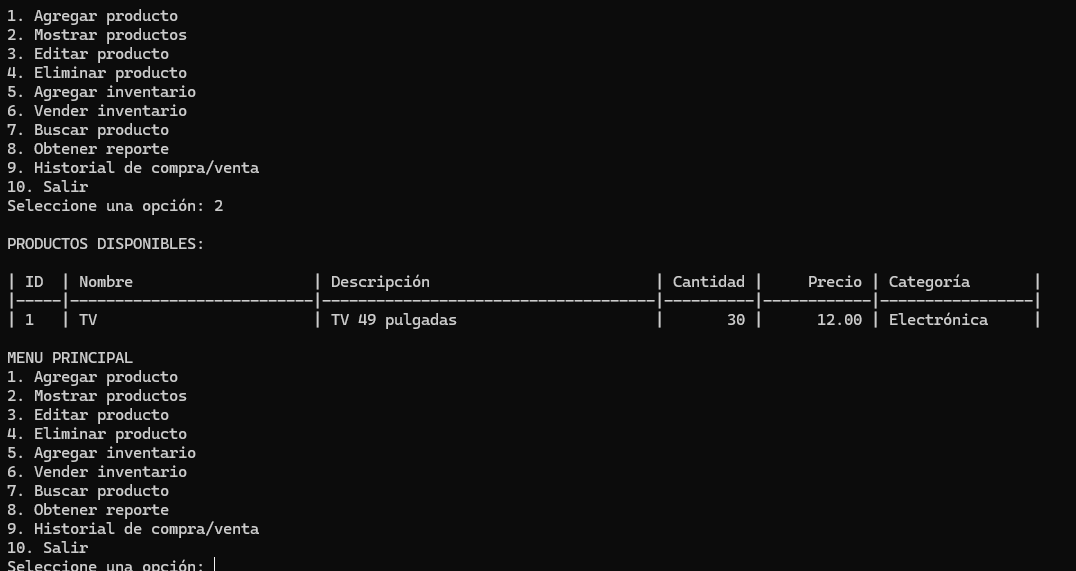 1. Agregar producto
2. Mostrar productos
3. Editar producto
4. Eliminar producto
5. Agregar inventario
6. Vender inventario
7. Buscar producto
8. Obtener reporte
9. Historial de compra/venta
10. Salir
Seleccione una opción: 2
PRODUCTOS DISPONIBLES:
| ID  | Nombre                    | Descripción                         | Cantidad |     Precio | Categoría       |
|-----|---------------------------|-------------------------------------|----------|------------|-----------------|
| 1   | TV                        | TV 49 pulgadas                      |       30 |      12.00 | Electrónica     |
MENU PRINCIPAL
1. Agregar producto
2. Mostrar productos
3. Editar producto
4. Eliminar producto
5. Agregar inventario
6. Vender inventario
7. Buscar producto
8. Obtener reporte
9. Historial de compra/venta
10. Salir
Seleccione una opción: